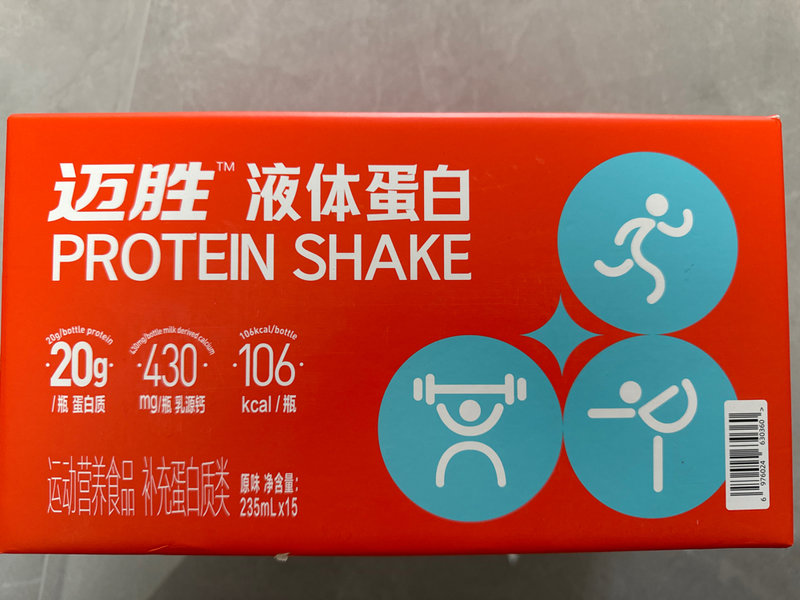 迈胜™ 液体蛋白
PROTEIN SHAKE
20g/bottle protein
20g
/瓶 蛋白质
430mg/bottle milk derived calcium
430
mg/瓶 乳源钙
106kcal/bottle
106
kcal /瓶
运动营养食品 补充蛋白质类
原味 净含量:
235mL×15
6 976024 630360 >